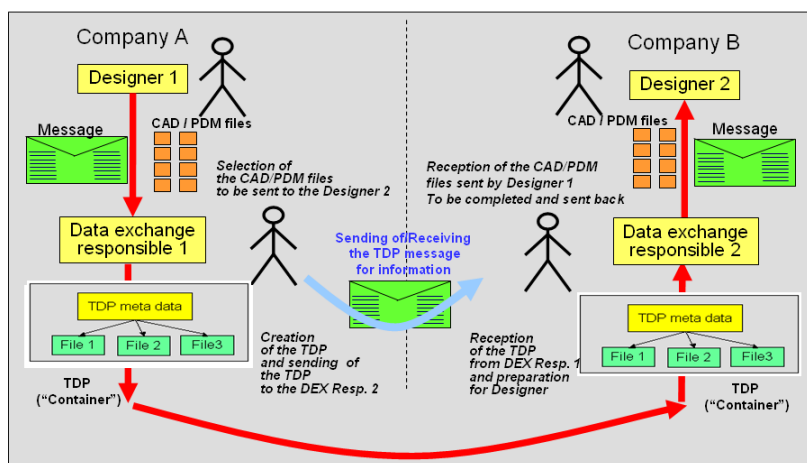 Company A
Designer 1
Message
CAD / PDM files
Selection of
the CAD/PDM files
to be sent to the Designer 2
Data exchange
responsible 1
TDP meta data
File 1
File 2
File3
TDP
(“Container”)
Creation
of the TDP
and sending of
the TDP
to the DEX Resp. 2
Sending of/Receiving
the TDP message
for information
Company B
Designer 2
CAD / PDM files
Message
Reception of the CAD/PDM
files sent by Designer 1
To be completed and sent back
Data exchange
responsible 2
TDP meta data
File 1
File 2
File3
Reception
of the TDP
from DEX Resp. 1
and preparation
for Designer
TDP
(“Container”)